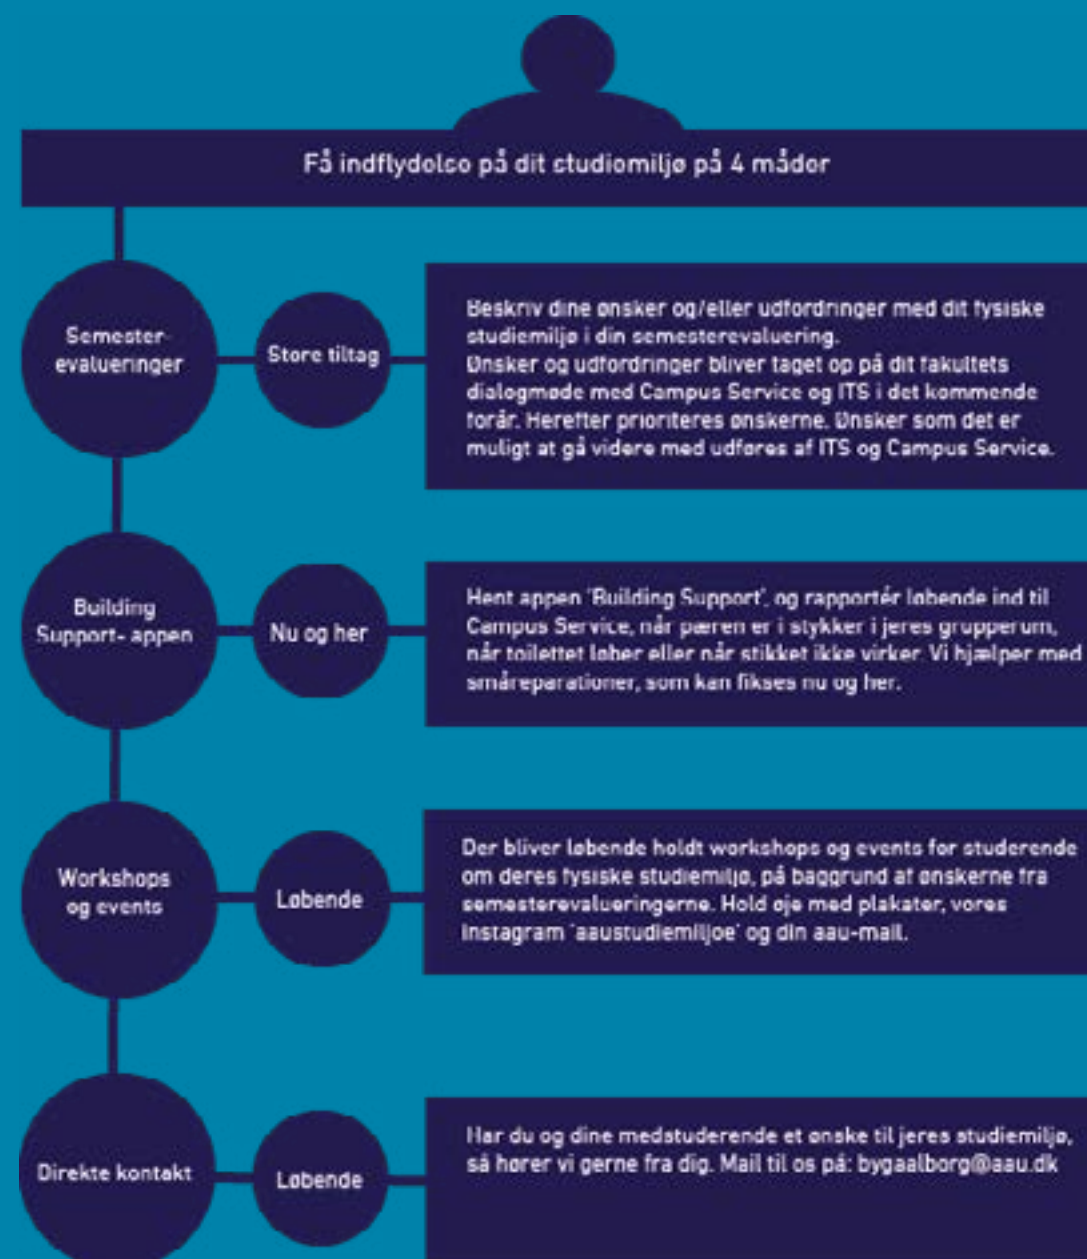 Få indflydelse på dit studiemiljø på 4 måder
Semester-
evalueringer
Store tiltag
Beskriv dine ønsker og/eller udfordringer med dit fysiske
studiemiljø i din semesterevaluering.
Ønsker og udfordringer bliver taget op på dit fakultets
dialogmøde med Campus Service og ITS i det kommende
forår. Herefter prioriteres ønskerne. Ønsker som det er
muligt at gå videre med udføres af ITS og Campus Service.
Building
Support- appen
Nu og her
Hent appen 'Building Support', og rapportér løbende ind til
Campus Service, når pæren er i stykker i jeres grupperum,
når toilettet løber eller når stikket ikke virker. Vi hjælper med
småreparationer, som kan fikses nu og her.
Workshops
og events
Løbende
Der bliver løbende holdt workshops og events for studerende
om deres fysiske studiemiljø, på baggrund af ønskerne fra
semesterevalueringerne. Hold øje med plakater, vores
Instagram 'aaustudiemiljoe' og din aau-mail.
Direkte kontakt
Løbende
Har du og dine medstuderende et ønske til jeres studiemiljø,
så hører vi gerne fra dig. Mail til os på: bygaalborg@aau.dk